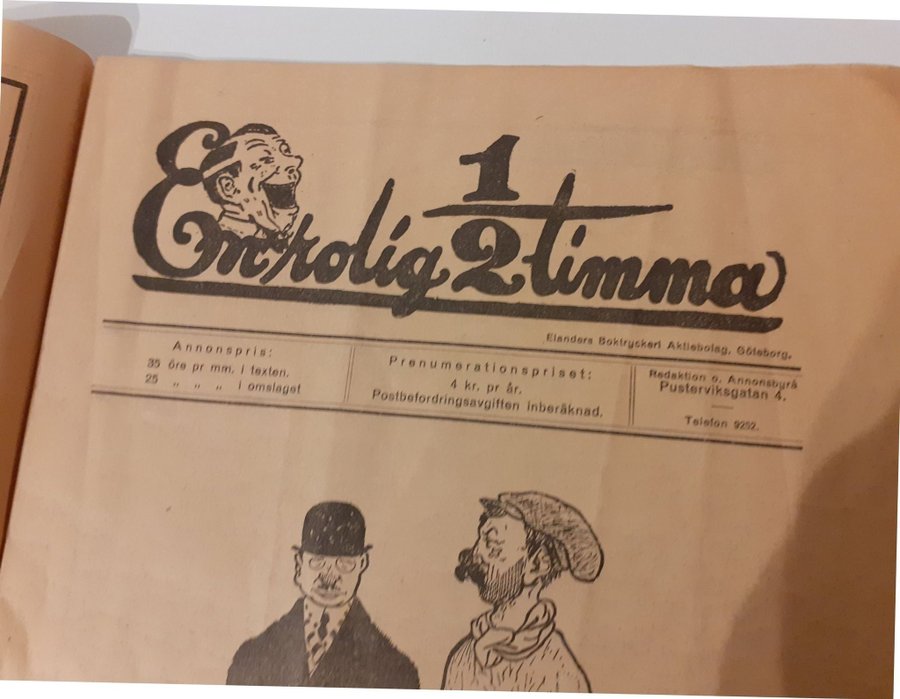 En rolig 1/2 timma
Elanders Boktryckeri Aktiebolag, Göteborg.
Annonspris:
35 öre pr mm. i texten.
25 „ „ „ i omslaget
Prenumerationspriset:
4 kr. pr år.
Postbefordringsavgiften inberäknad.
Redaktion o. Annonsbyrå
Pusterviksgatan 4.
Telefon 9292.